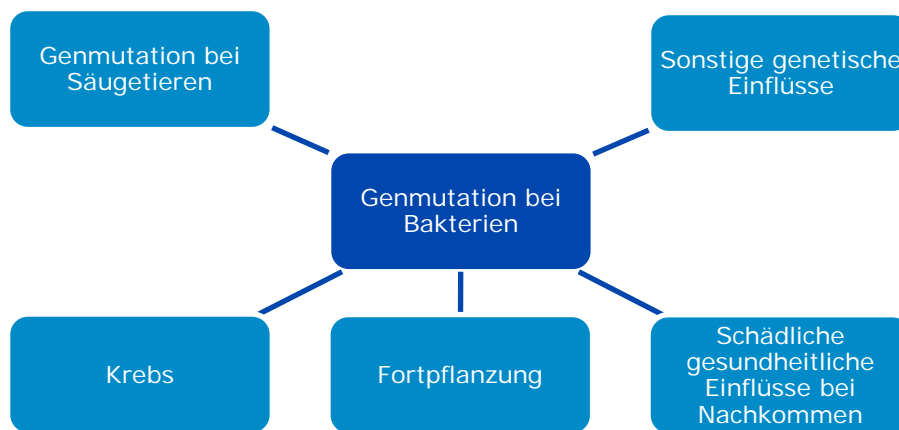 Genmutation bei
Säugetieren
Sonstige genetische
Einflüsse
Genmutation bei
Bakterien
Krebs
Fortpflanzung
Schädliche
gesundheitliche
Einflüsse bei
Nachkommen